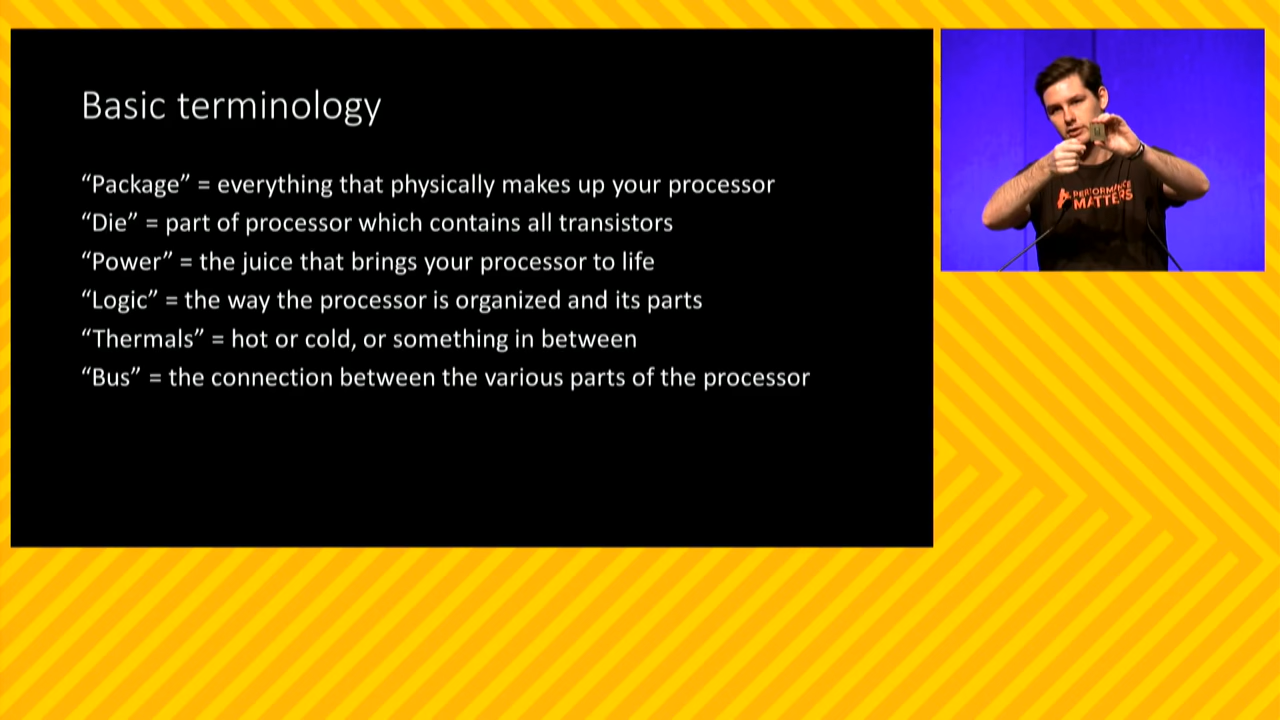 Basic terminology
“Package” = everything that physically makes up your processor
“Die” = part of processor which contains all transistors
“Power” = the juice that brings your processor to life
“Logic” = the way the processor is organized and its parts
“Thermals” = hot or cold, or something in between
“Bus” = the connection between the various parts of the processor
PERFORMANCE
MATTERS